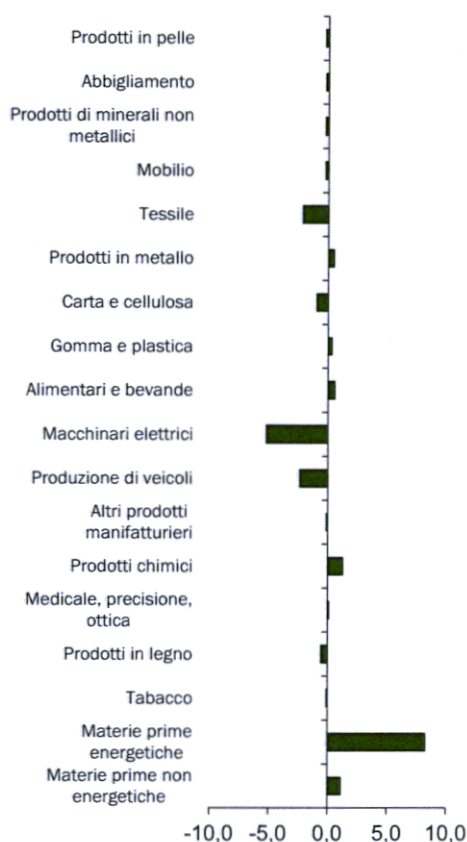 Prodotti in pelle
Abbigliamento
Prodotti di minerali non
metallici
Mobilio
Tessile
Prodotti in metallo
Carta e cellulosa
Gomma e plastica
Alimentari e bevande
Macchinari elettrici
Produzione di veicoli
Altri prodotti
manifatturieri
Prodotti chimici
Medicale, precisione,
ottica
Prodotti in legno
Tabacco
Materie prime
energetiche
Materie prime non
energetiche
-10,0 -5,0 0,0 5,0 10,0